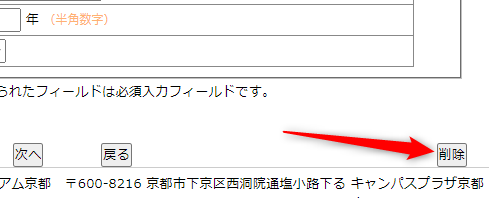 年 （半角数字）
られたフィールドは必須入力フィールドです。
次へ 戻る 削除
アム京都 〒600-8216 京都市下京区西洞院通塩小路下る キャンパスプラザ京都